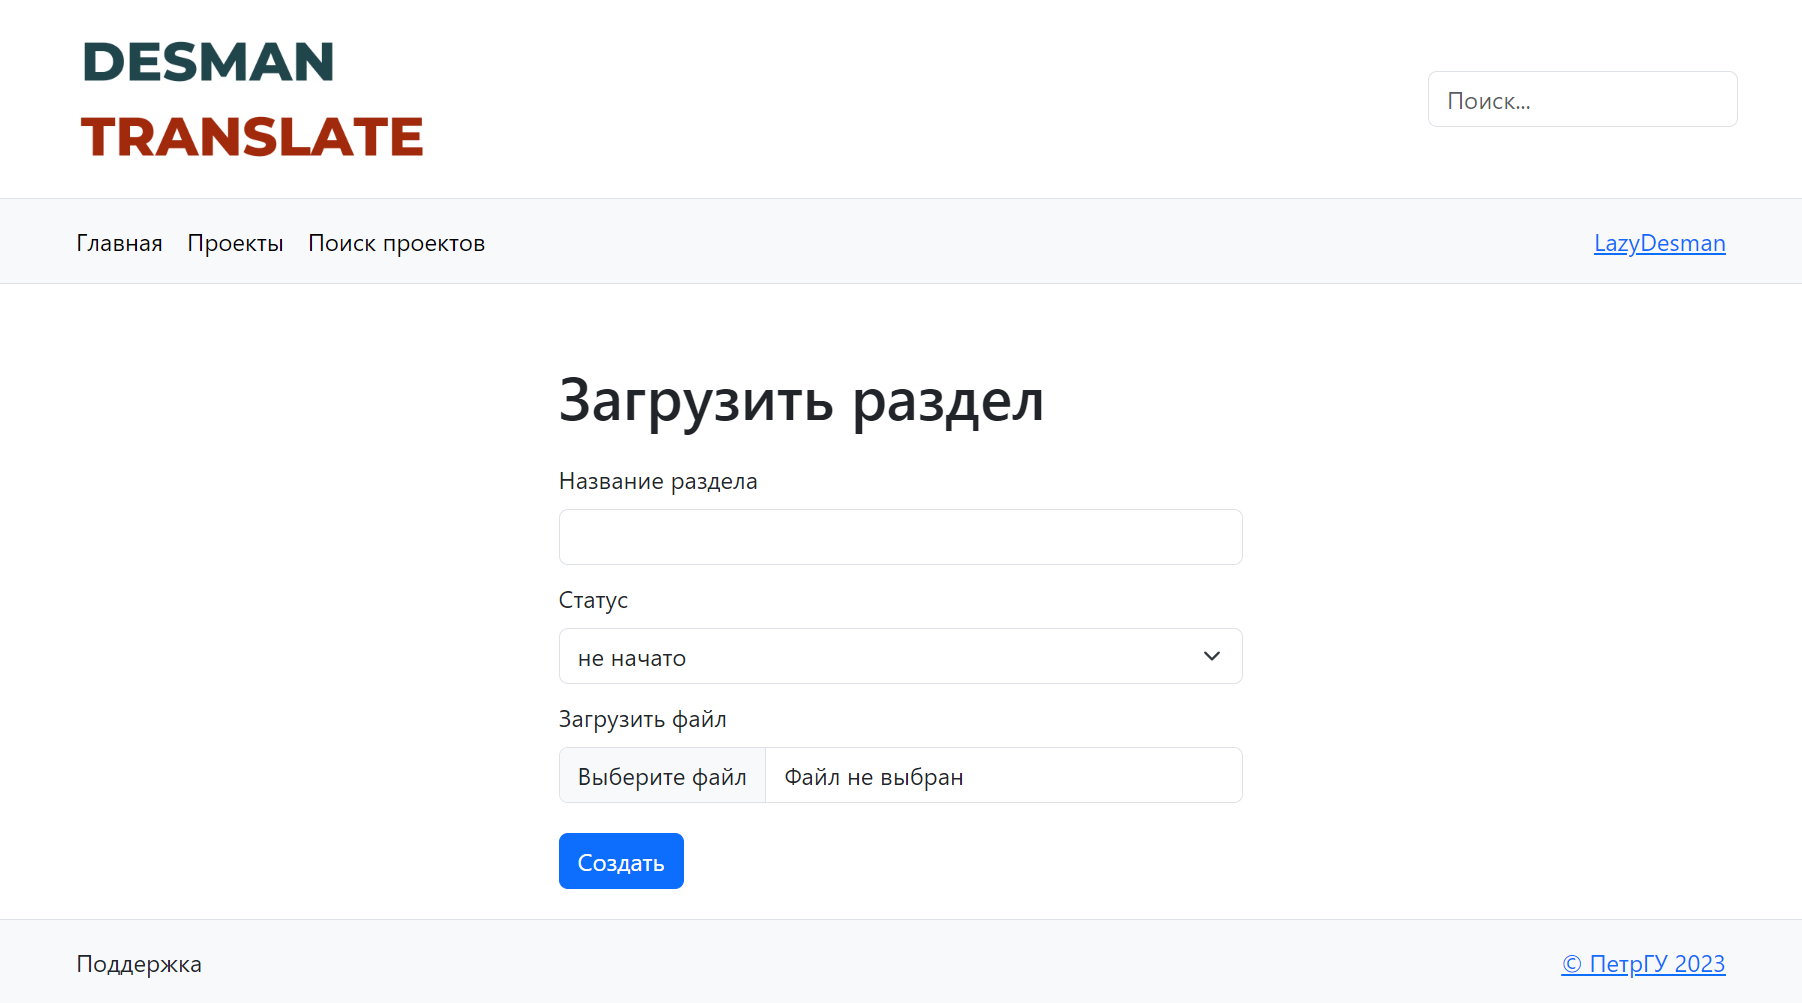 DESMAN
TRANSLATE
Поиск...
Главная Проекты Поиск проектов LazyDesman
Загрузить раздел
Название раздела
Статус
не начато
Загрузить файл
Выберите файл Файл не выбран
Создать
Поддержка © ПетрГУ 2023